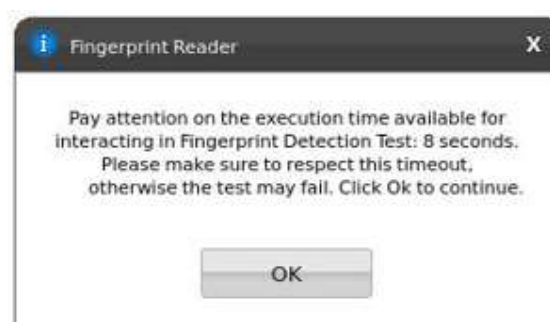 Fingerprint Reader
X
Pay attention on the execution time available for
interacting in Fingerprint Detection Test: 8 seconds.
Please make sure to respect this timeout,
otherwise the test may fail. Click Ok to continue.
OK